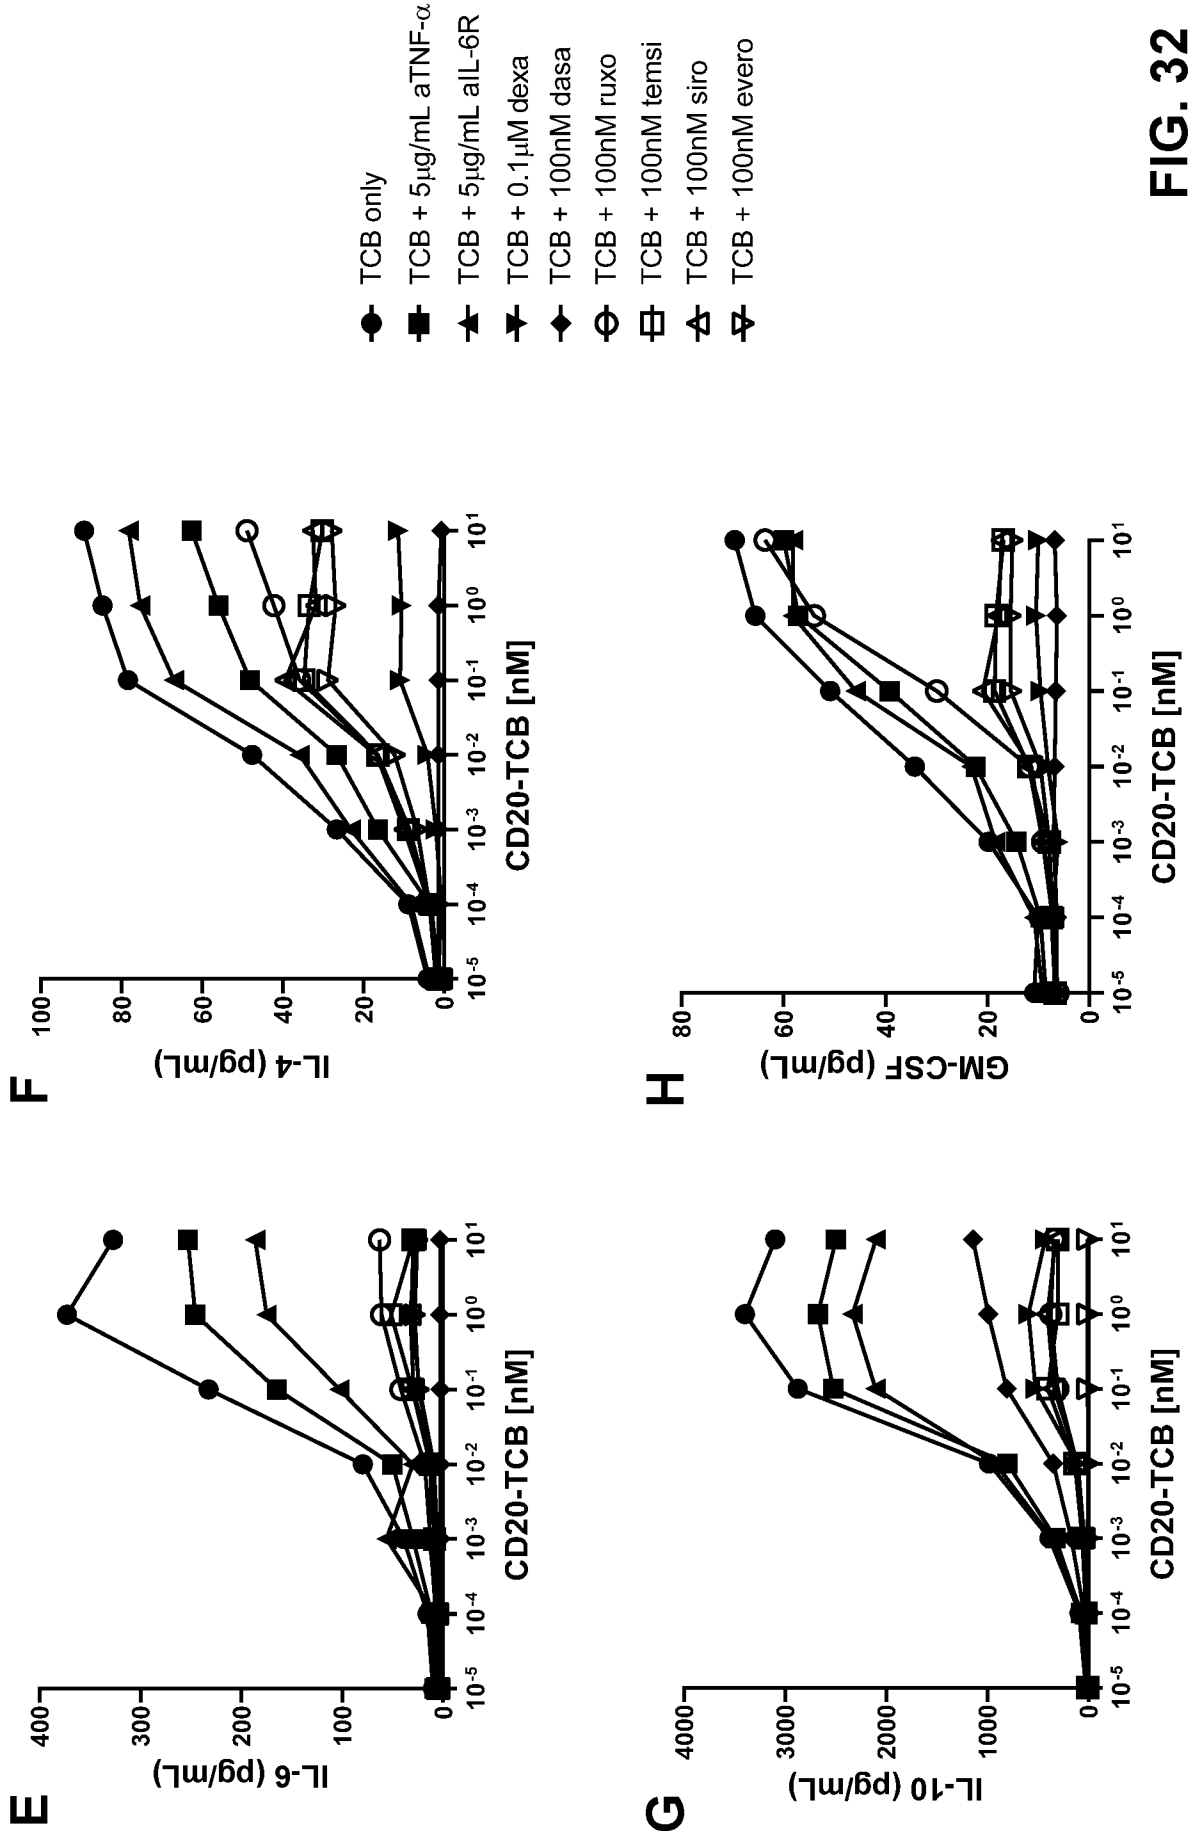 E
IL-6 (pg/mL)
400
300
200
100
0
10-5
10-4
10-3
10-2
10-1
100
101
CD20-TCB [nM]
F
IL-4 (pg/mL)
100
80
60
40
20
0
10-5
10-4
10-3
10-2
10-1
100
101
CD20-TCB [nM]
TCB only
TCB + 5µg/mL aTNF-α
TCB + 5µg/mL aIL-6R
TCB + 0.1µM dexa
TCB + 100nM dasa
TCB + 100nM ruxo
TCB + 100nM temsi
TCB + 100nM siro
TCB + 100nM evero
G
IL-10 (pg/mL)
4000
3000
2000
1000
0
10-5
10-4
10-3
10-2
10-1
100
101
CD20-TCB [nM]
H
GM-CSF (pg/mL)
80
60
40
20
0
10-5
10-4
10-3
10-2
10-1
100
101
CD20-TCB [nM]
FIG. 32